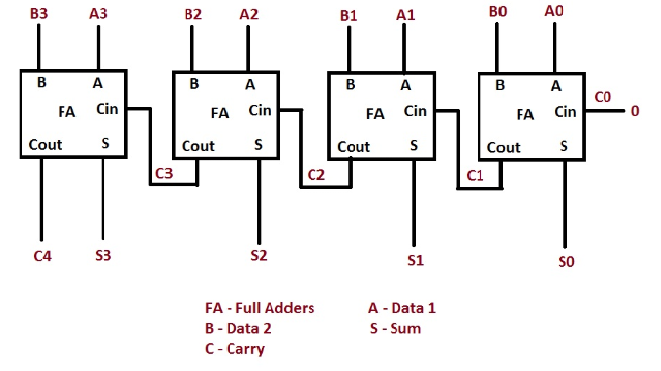 B3 A3 B2 A2 B1 A1 B0 A0
B A B A B A B A
FA Cin FA Cin FA Cin FA Cin C0 0
Cout S Cout S Cout S Cout S
C3 C2 C1
C4 S3 S2 S1 S0
FA - Full Adders A - Data 1
B - Data 2 S - Sum
C - Carry